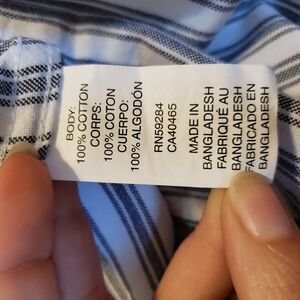 BODY:
100% COTTON
CORPS:
100% COTON
CUERPO:
100% ALGODÓN
RN59284
CA40465
MADE IN
BANGLADESH
FABRIQUÉ AU
BANGLADESH
FABRICADO EN
BANGLADESH